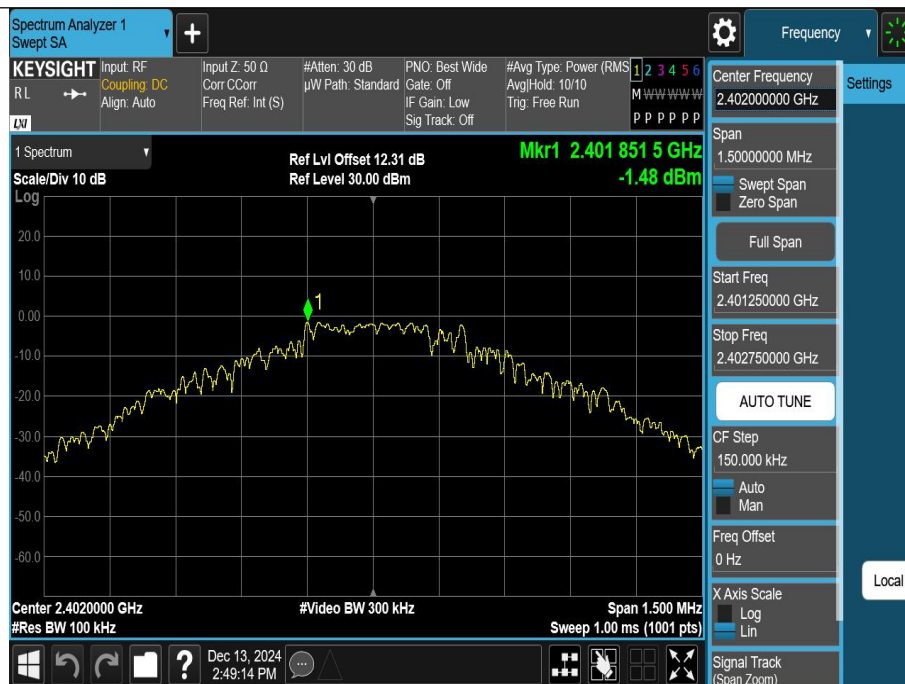 Spectrum Analyzer 1
Swept SA
+
Frequency
KEYSIGHT
RL
LXI
Input: RF
Coupling: DC
Align: Auto
Input Z: 50 Ω
Corr CCorr
Freq Ref: Int (S)
#Atten: 30 dB
µW Path: Standard
PNO: Best Wide
Gate: Off
IF Gain: Low
Sig Track: Off
#Avg Type: Power (RMS
Avg|Hold: 10/10
Trig: Free Run
1 2 3 4 5 6
M W W W W W
P P P P P P
Center Frequency
2.402000000 GHz
Settings
Span
1.50000000 MHz
Swept Span
Zero Span
Full Span
Start Freq
2.401250000 GHz
Stop Freq
2.402750000 GHz
AUTO TUNE
CF Step
150.000 kHz
Auto
Man
Freq Offset
0 Hz
Local
X Axis Scale
Log
Lin
Signal Track
(Span Zoom)
1 Spectrum
Scale/Div 10 dB
Log
Ref Lvl Offset 12.31 dB
Ref Level 30.00 dBm
Mkr1 2.401 851 5 GHz
-1.48 dBm
20.0
10.0
0.00
-10.0
-20.0
-30.0
-40.0
-50.0
-60.0
1
Center 2.4020000 GHz
#Res BW 100 kHz
#Video BW 300 kHz
Span 1.500 MHz
Sweep 1.00 ms (1001 pts)
?
Dec 13, 2024
2:49:14 PM